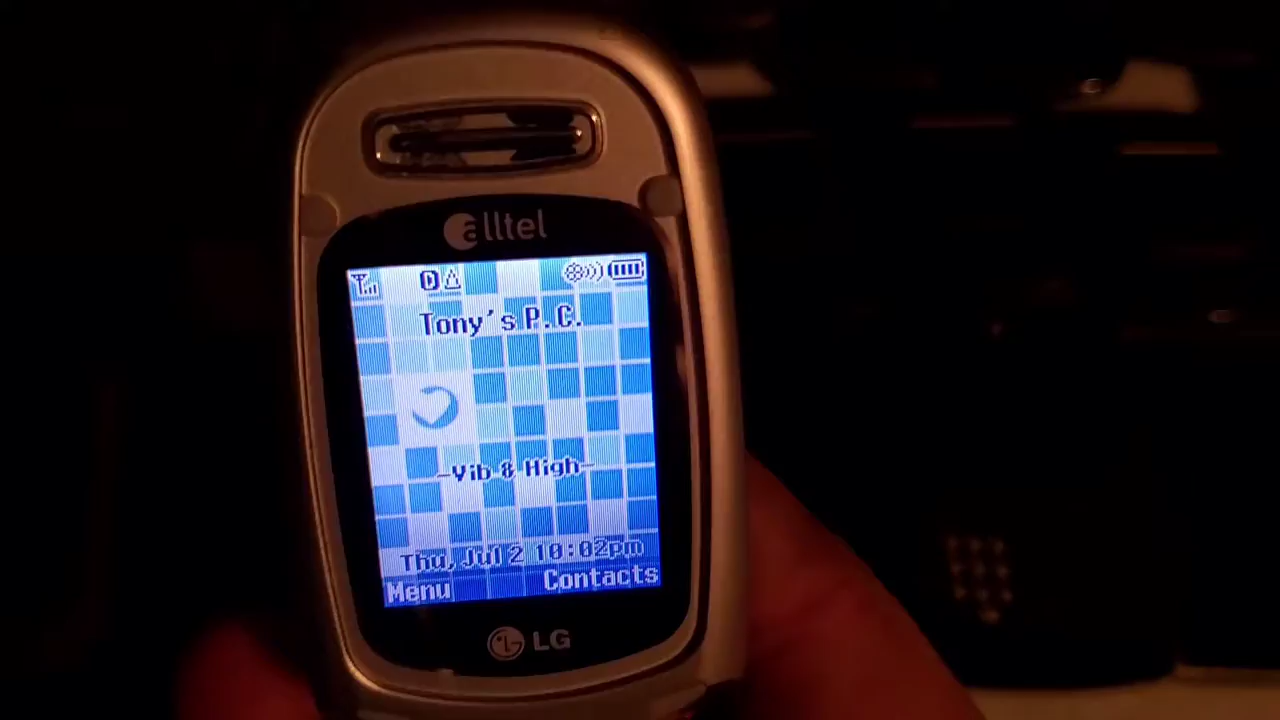 alltel
D
Tony's P.C.
-Vib & High-
Thu, Jul 2 10:02pm
Menu
Contacts
LG